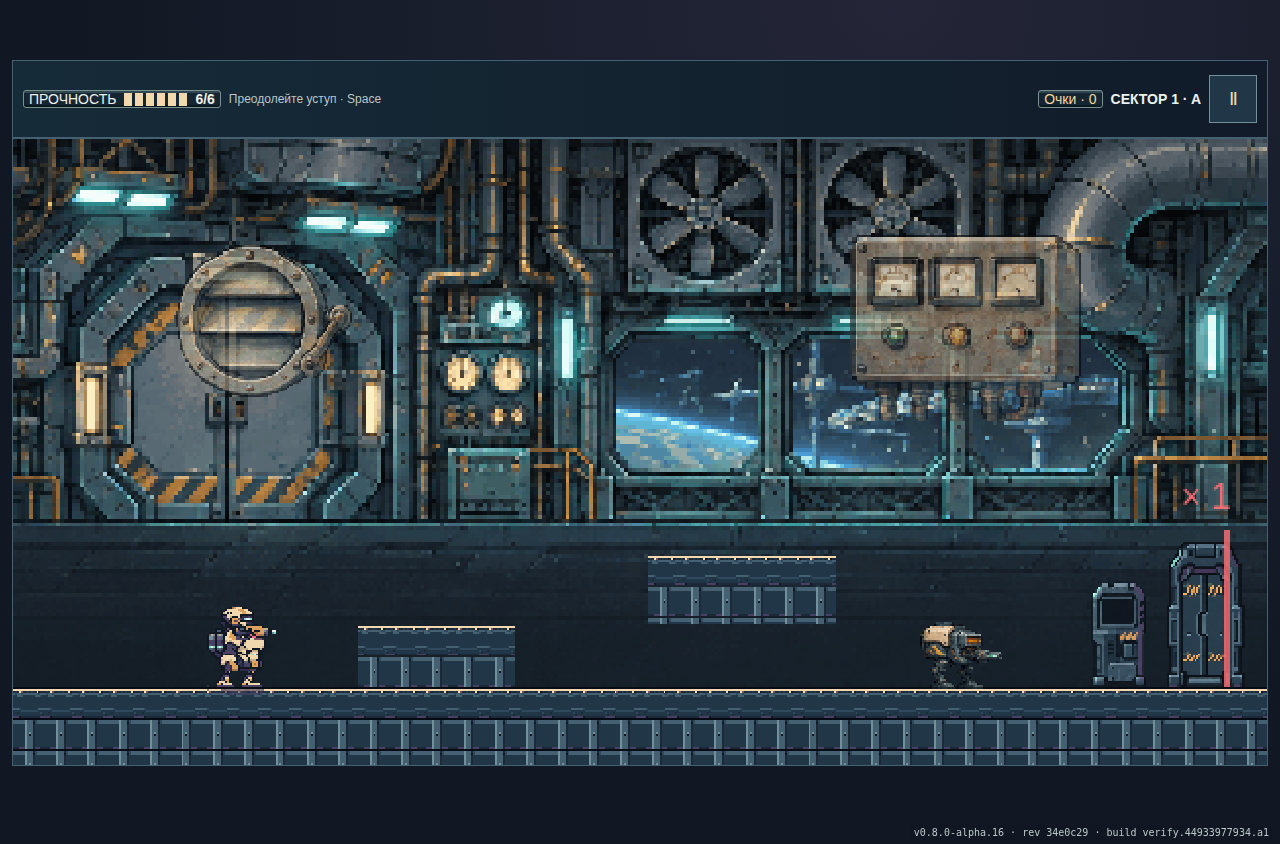 ПРОЧНОСТЬ 6/6 Преодолейте уступ · Space
Очки · 0 СЕКТОР 1 · А II
× 1
v0.8.0-alpha.16 · rev 34e0c29 · build verify.44933977934.a1